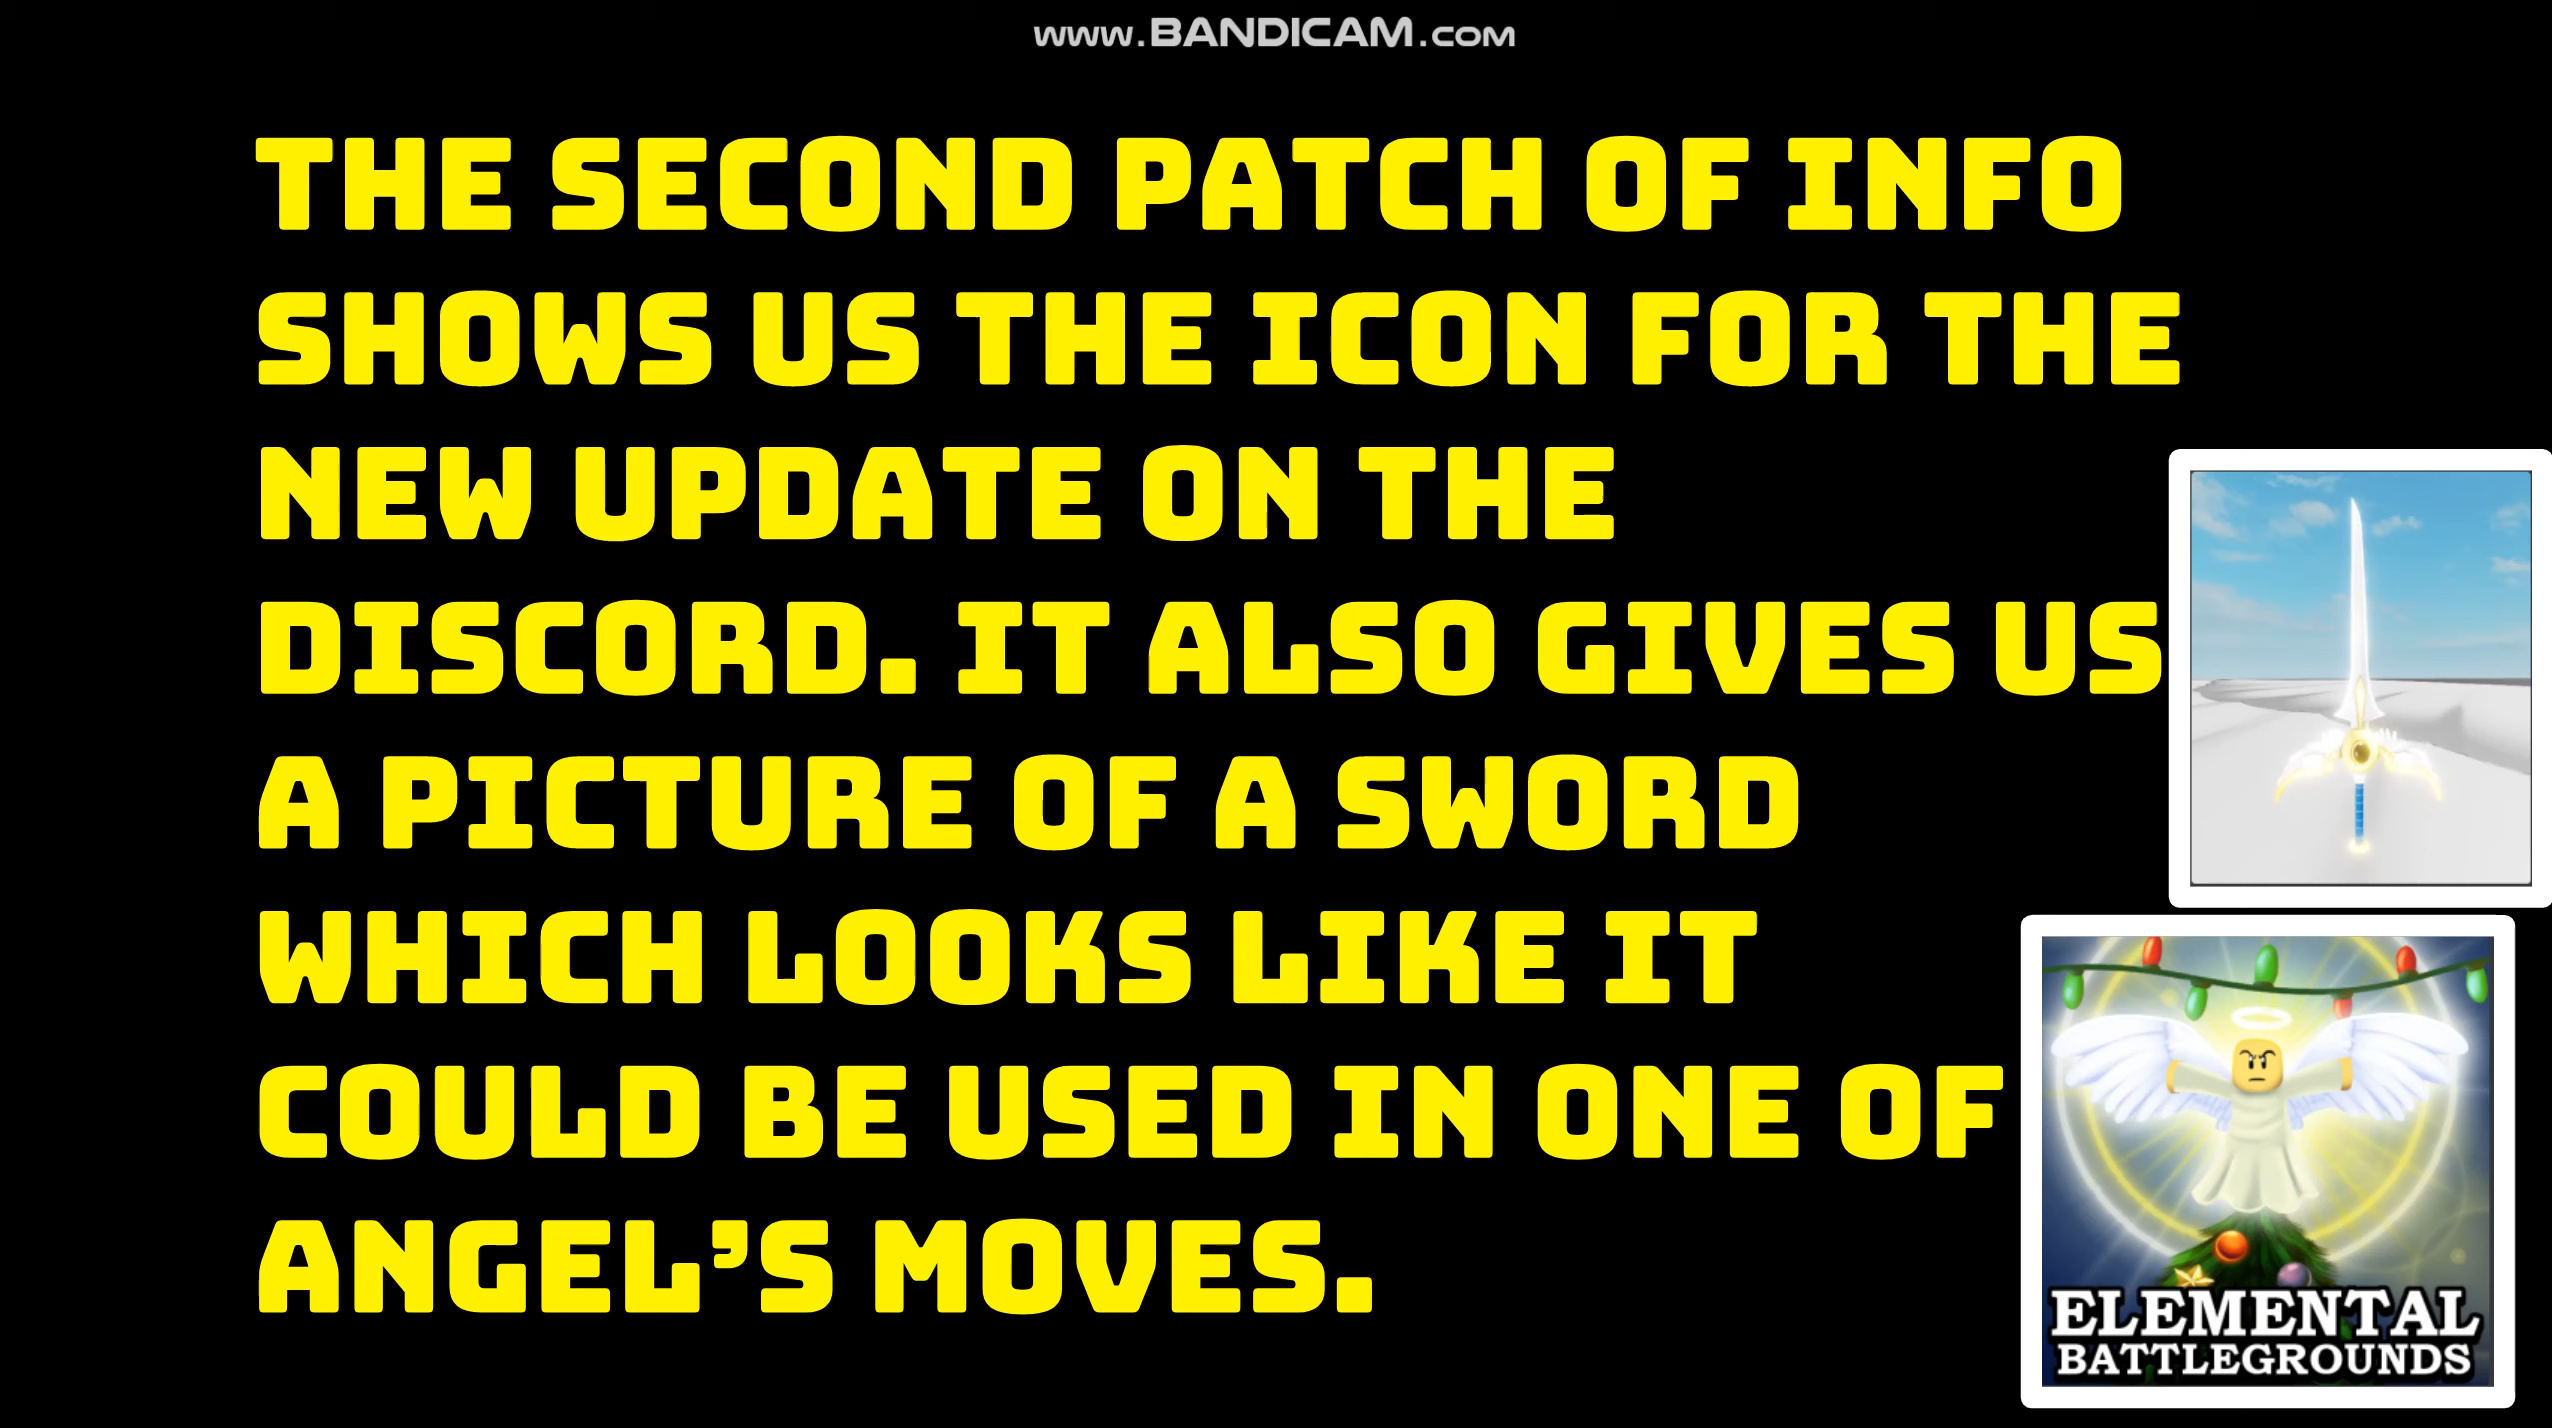 www.BANDICAM.com
THE SECOND PATCH OF INFO
SHOWS US THE ICON FOR THE
NEW UPDATE ON THE
DISCORD. IT ALSO GIVES US
A PICTURE OF A SWORD
WHICH LOOKS LIKE IT
COULD BE USED IN ONE OF
ANGEL’S MOVES.
ELEMENTAL
BATTLEGROUNDS